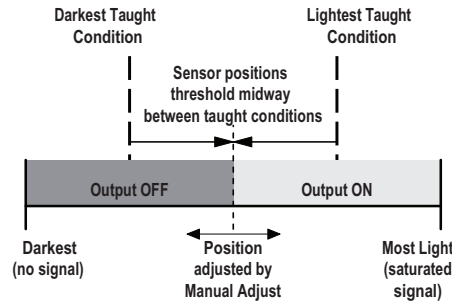 Darkest Taught
Condition
Lightest Taught
Condition
Sensor positions
threshold midway
between taught conditions
Output OFF
Output ON
Darkest
(no signal)
Position
adjusted by
Manual Adjust
Most Light
(saturated
signal)